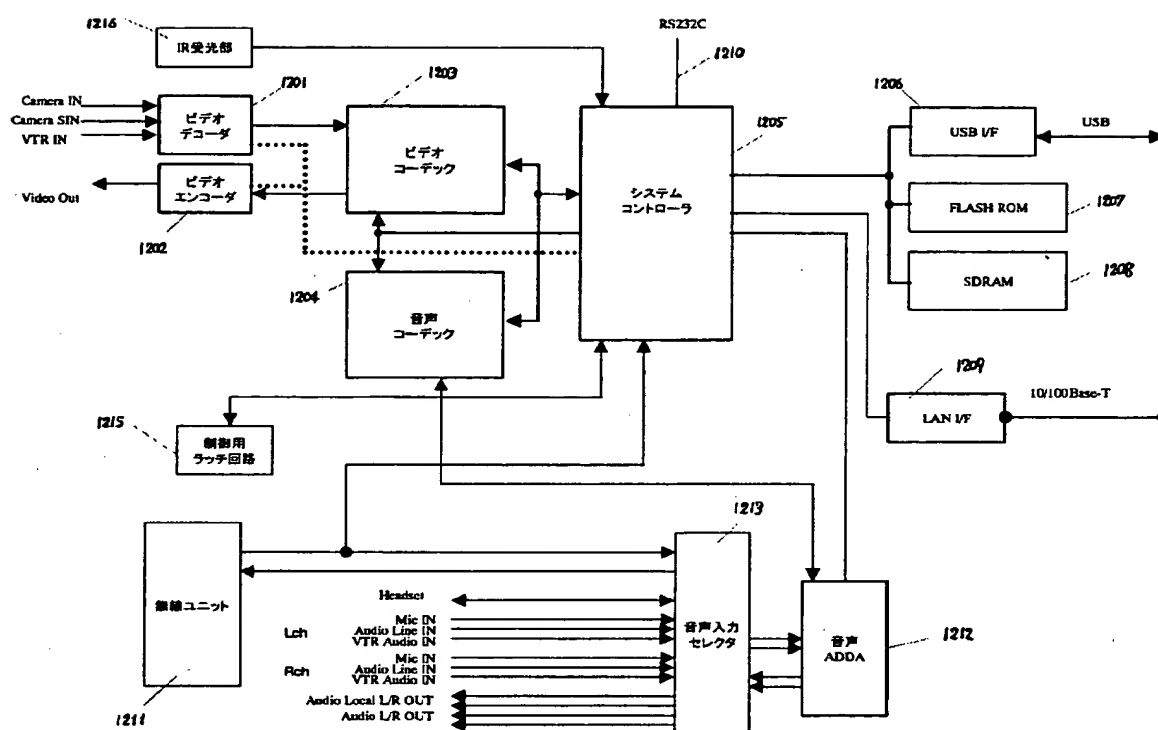 1216
IR受光部
RS232C
1210
Camera IN
Camera SIN
VTR IN
1201
ビデオ
デコーダ
1203
ビデオ
コーデック
Video Out
ビデオ
エンコーダ
1202
1205
システム
コントローラ
1206
USB I/F
USB
FLASH ROM
1207
SDRAM
1208
1204
音声
コーデック
1209
LAN I/F
10/100Base-T
1215
制御用
ラッチ回路
1211
無線ユニット
1213
音声入力
セレクタ
1212
音声
ADDA
Headset
Lch
Mic IN
Audio Line IN
VTR Audio IN
Rch
Mic IN
Audio Line IN
VTR Audio IN
Audio Local L/R OUT
Audio L/R OUT